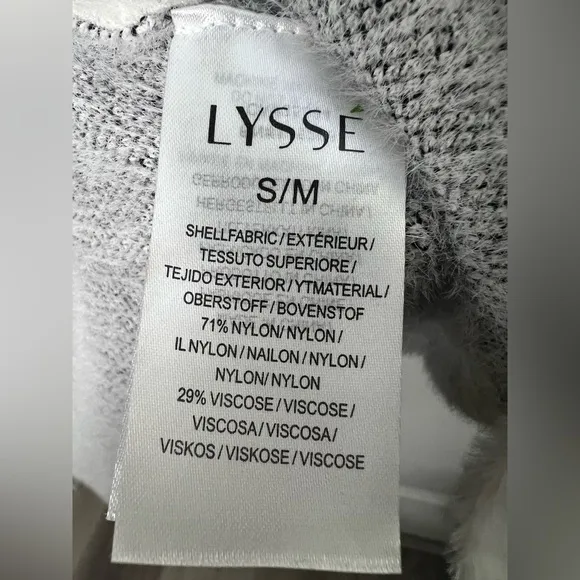 LYSSÉ
S/M
SHELLFABRIC/EXTÉRIEUR/
TESSUTO SUPERIORE/
TEJIDO EXTERIOR/YTMATERIAL/
OBERSTOFF/BOVENSTOF
71% NYLON/NYLON/
IL NYLON/NAILON/NYLON/
NYLON/NYLON
29% VISCOSE/VISCOSE/
VISCOSA/VISCOSA/
VISKOS/VISKOSE/VISCOSE